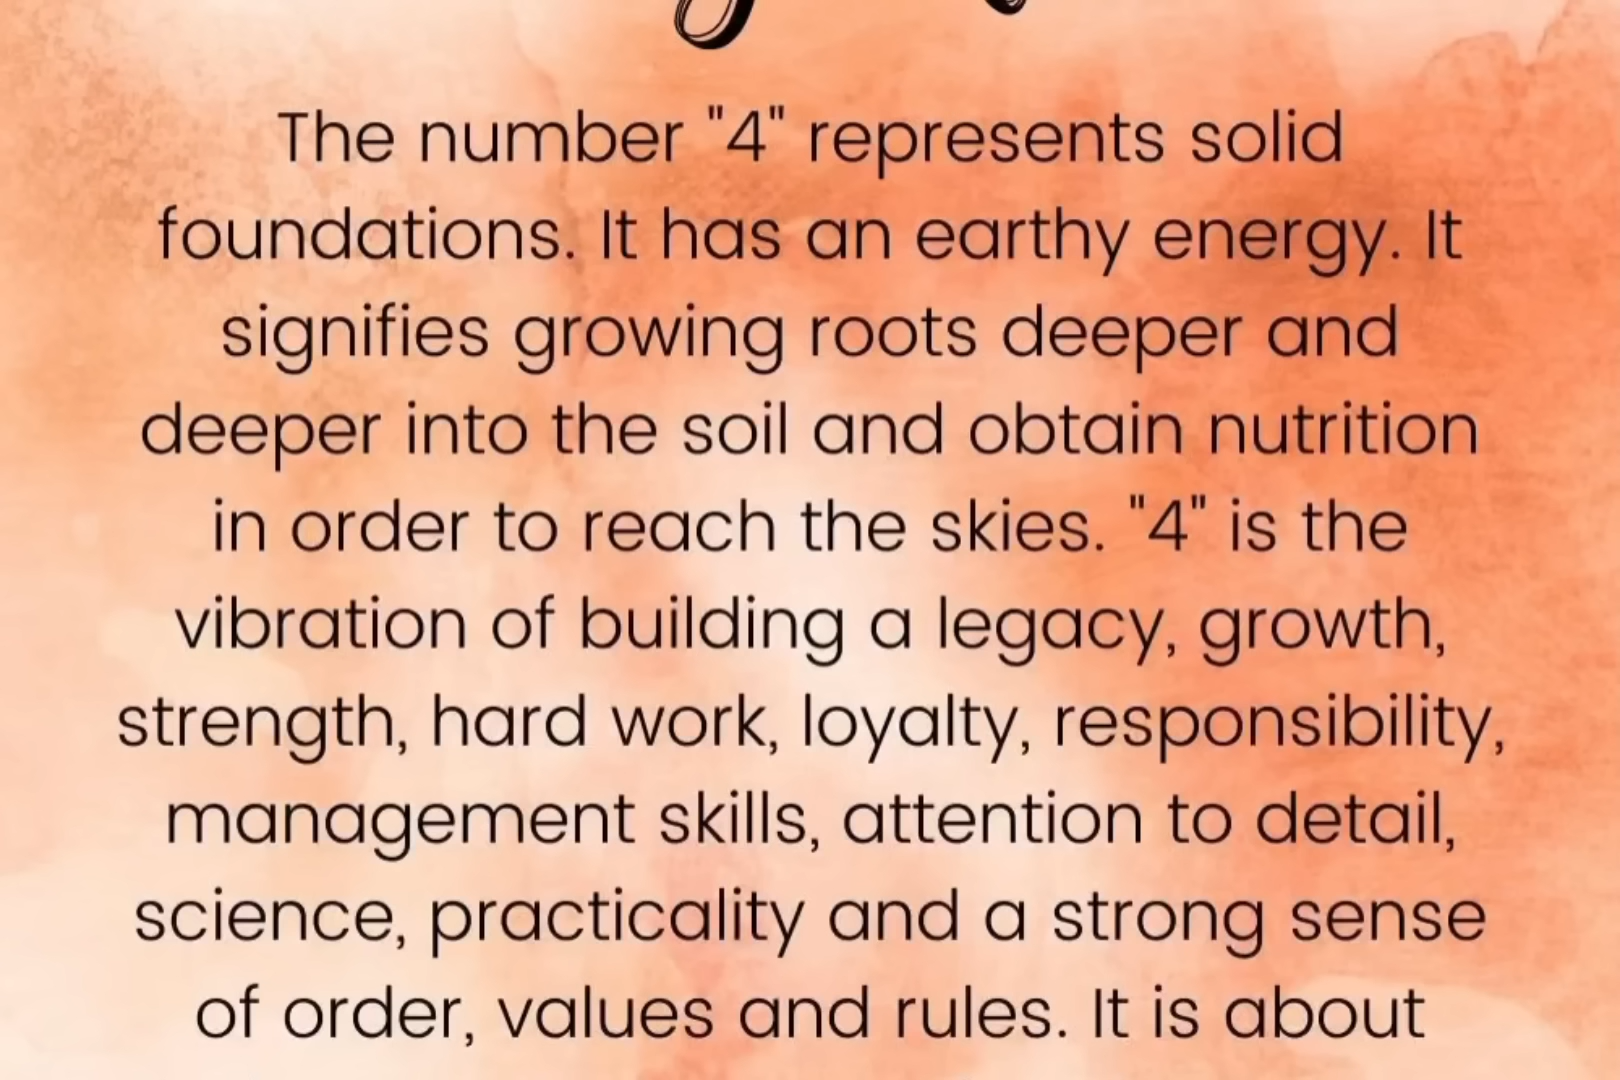 The number "4" represents solid
foundations. It has an earthy energy. It
signifies growing roots deeper and
deeper into the soil and obtain nutrition
in order to reach the skies. "4" is the
vibration of building a legacy, growth,
strength, hard work, loyalty, responsibility,
management skills, attention to detail,
science, practicality and a strong sense
of order, values and rules. It is about